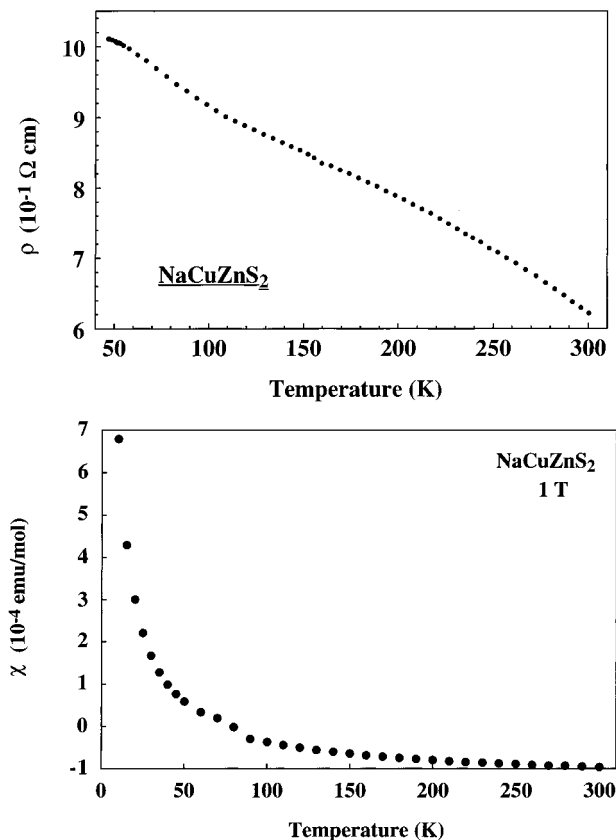 10
9
8
7
6
ρ (10⁻¹ Ω cm)
NaCuZnS₂
50 100 150 200 250 300
Temperature (K)
7
6
5
4
3
2
1
0
-1
χ (10⁻⁴ emu/mol)
NaCuZnS₂
1 T
0 50 100 150 200 250 300
Temperature (K)